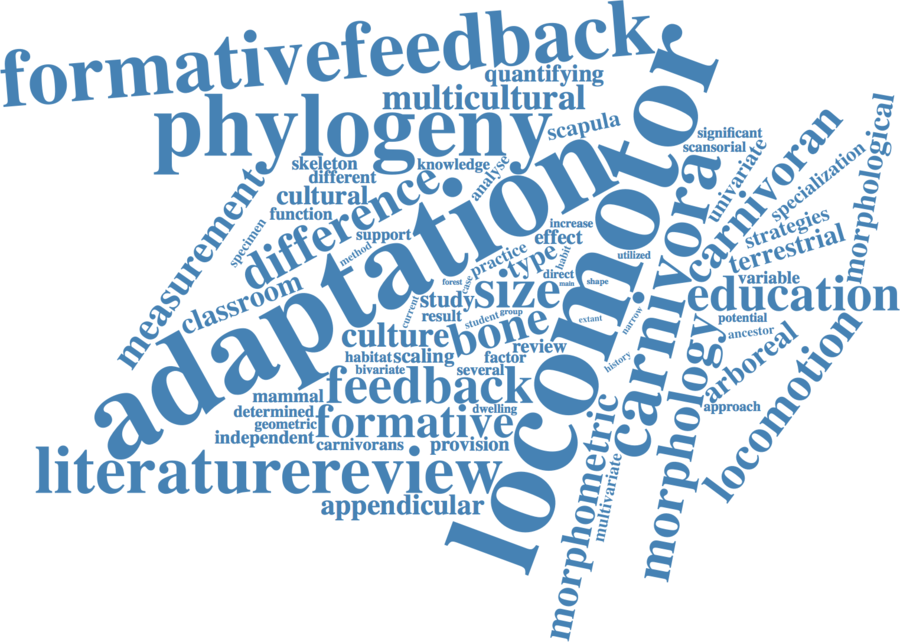 formativefeedback
quantifying
multicultural
phylogeny
scapula
locomotor
significant
scansorial
skeleton
knowledge
different
analyse
cultural
function
difference
measurement
specimen
adaptation
support
method
increase
effect
practice
type
habit
direct
main
case
forest
utilized
shape
classroom
current
study
size
result
student
group
extant
narrow
culture
bone
review
history
habitat
scaling
factor
bivariate
several
feedback
mammal
determined
geometric
formative
dwelling
independent
carnivorans
provision
literaturereview
appendicular
morphometric
multivariate
carnivora
morphology
univariate
carnivoran
specialization
morphological
strategies
terrestrial
variable
education
potential
ancestor
arboreal
approach
locomotion